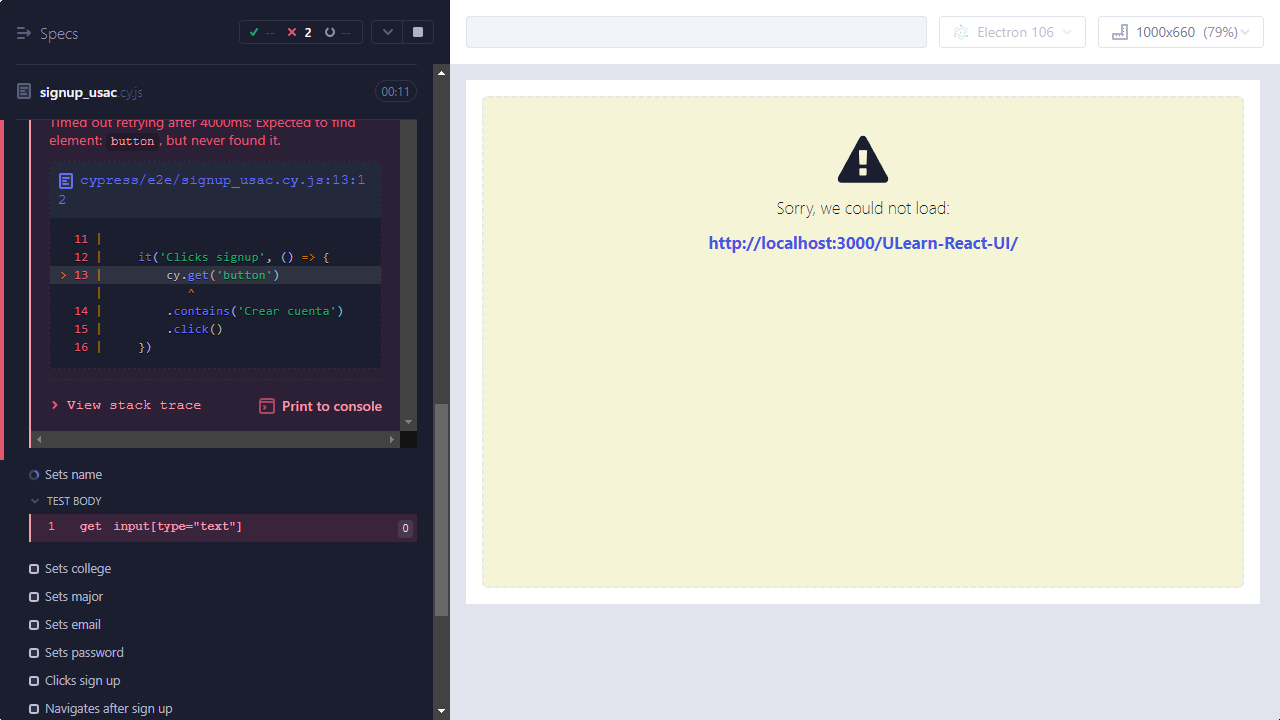 Specs
--
2
--
Electron 106
1000x660 (79%)
signup_usac.cy.js
00:11
Timed out retrying after 4000ms: Expected to find
element: button, but never found it.
cypress/e2e/signup_usac.cy.js:13:1
2
11 |
12 | it('Clicks signup', () => {
> 13 | cy.get('button')
| ^
14 | .contains('Crear cuenta')
15 | .click()
16 | })
> View stack trace
Print to console
Sets name
TEST BODY
1 get input[type="text"] 0
Sets college
Sets major
Sets email
Sets password
Clicks sign up
Navigates after sign up
Sorry, we could not load:
http://localhost:3000/ULearn-React-UI/